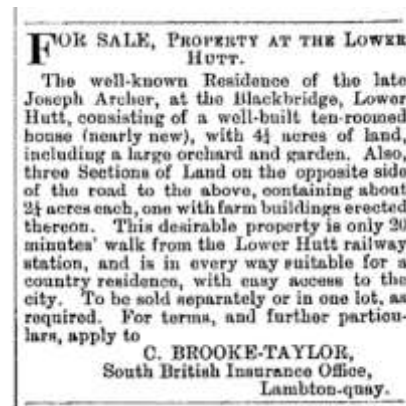 FOR SALE, PROPERTY AT THE LOWER
HUTT.
The well-known Residence of the late
Joseph Archer, at the Blackbridge, Lower
Hutt, consisting of a well-built ten-roomed
house (nearly new), with 4¼ acres of land,
including a large orchard and garden. Also,
three Sections of Land on the opposite side
of the road to the above, containing about
2¼ acres each, one with farm buildings erected
thereon. This desirable property is only 20
minutes' walk from the Lower Hutt railway
station, and is in every way suitable for a
country residence, with easy access to the
city. To be sold separately or in one lot, as
required. For terms, and further particu-
lars, apply to
C. BROOKE-TAYLOR,
South British Insurance Office,
Lambton-quay.